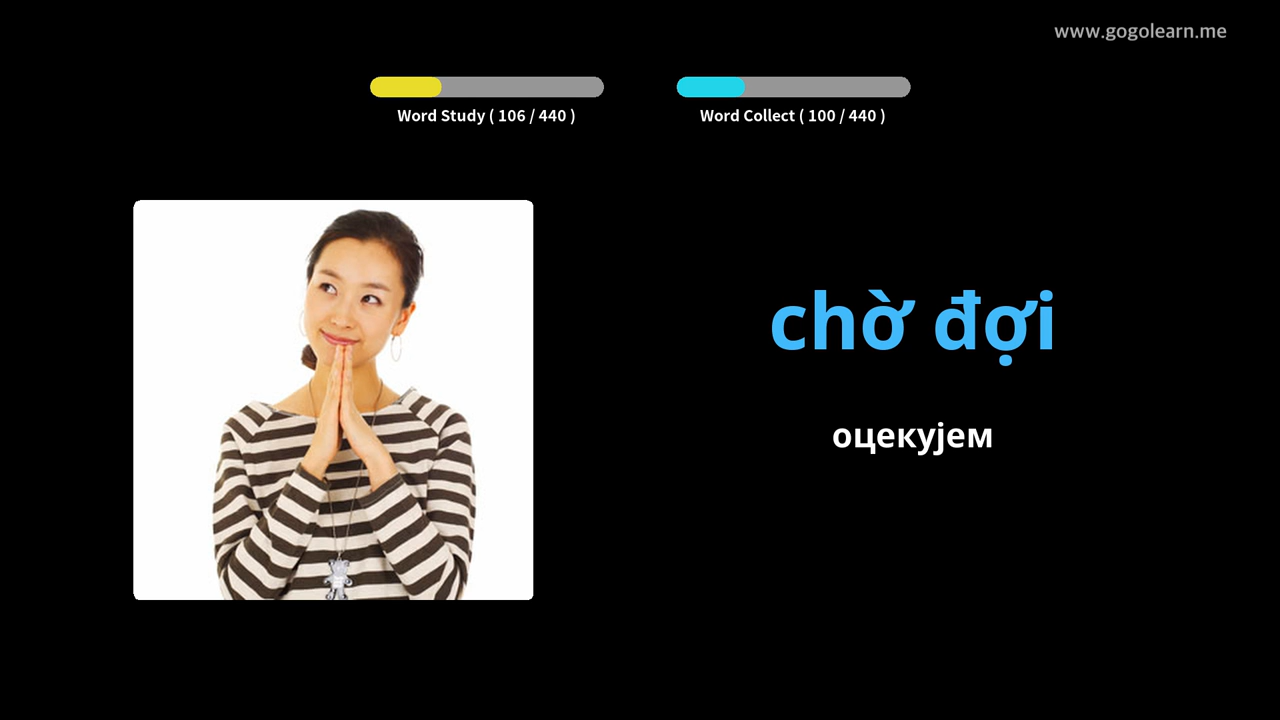 www.gogolearn.me
Word Study ( 106 / 440 )
Word Collect ( 100 / 440 )
chờ đợi
оцекујем